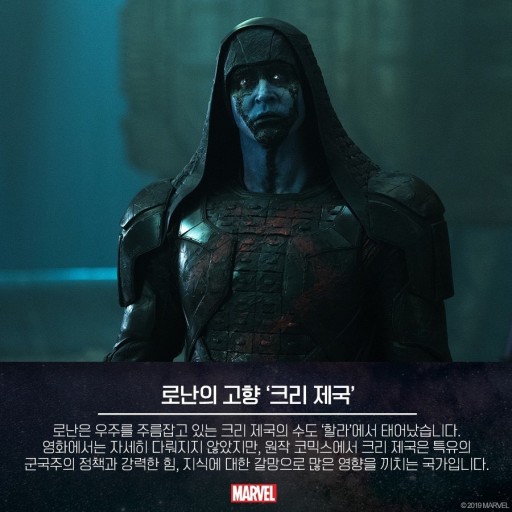 로난의 고향 ‘크리 제국’
로난은 우주를 주름잡고 있는 크리 제국의 수도 ‘할라’에서 태어났습니다.
영화에서는 자세히 다뤄지지 않았지만, 원작 코믹스에서 크리 제국은 특유의
군국주의 정책과 강력한 힘, 지식에 대한 갈망으로 많은 영향을 끼치는 국가입니다.
MARVEL
© 2019 MARVEL